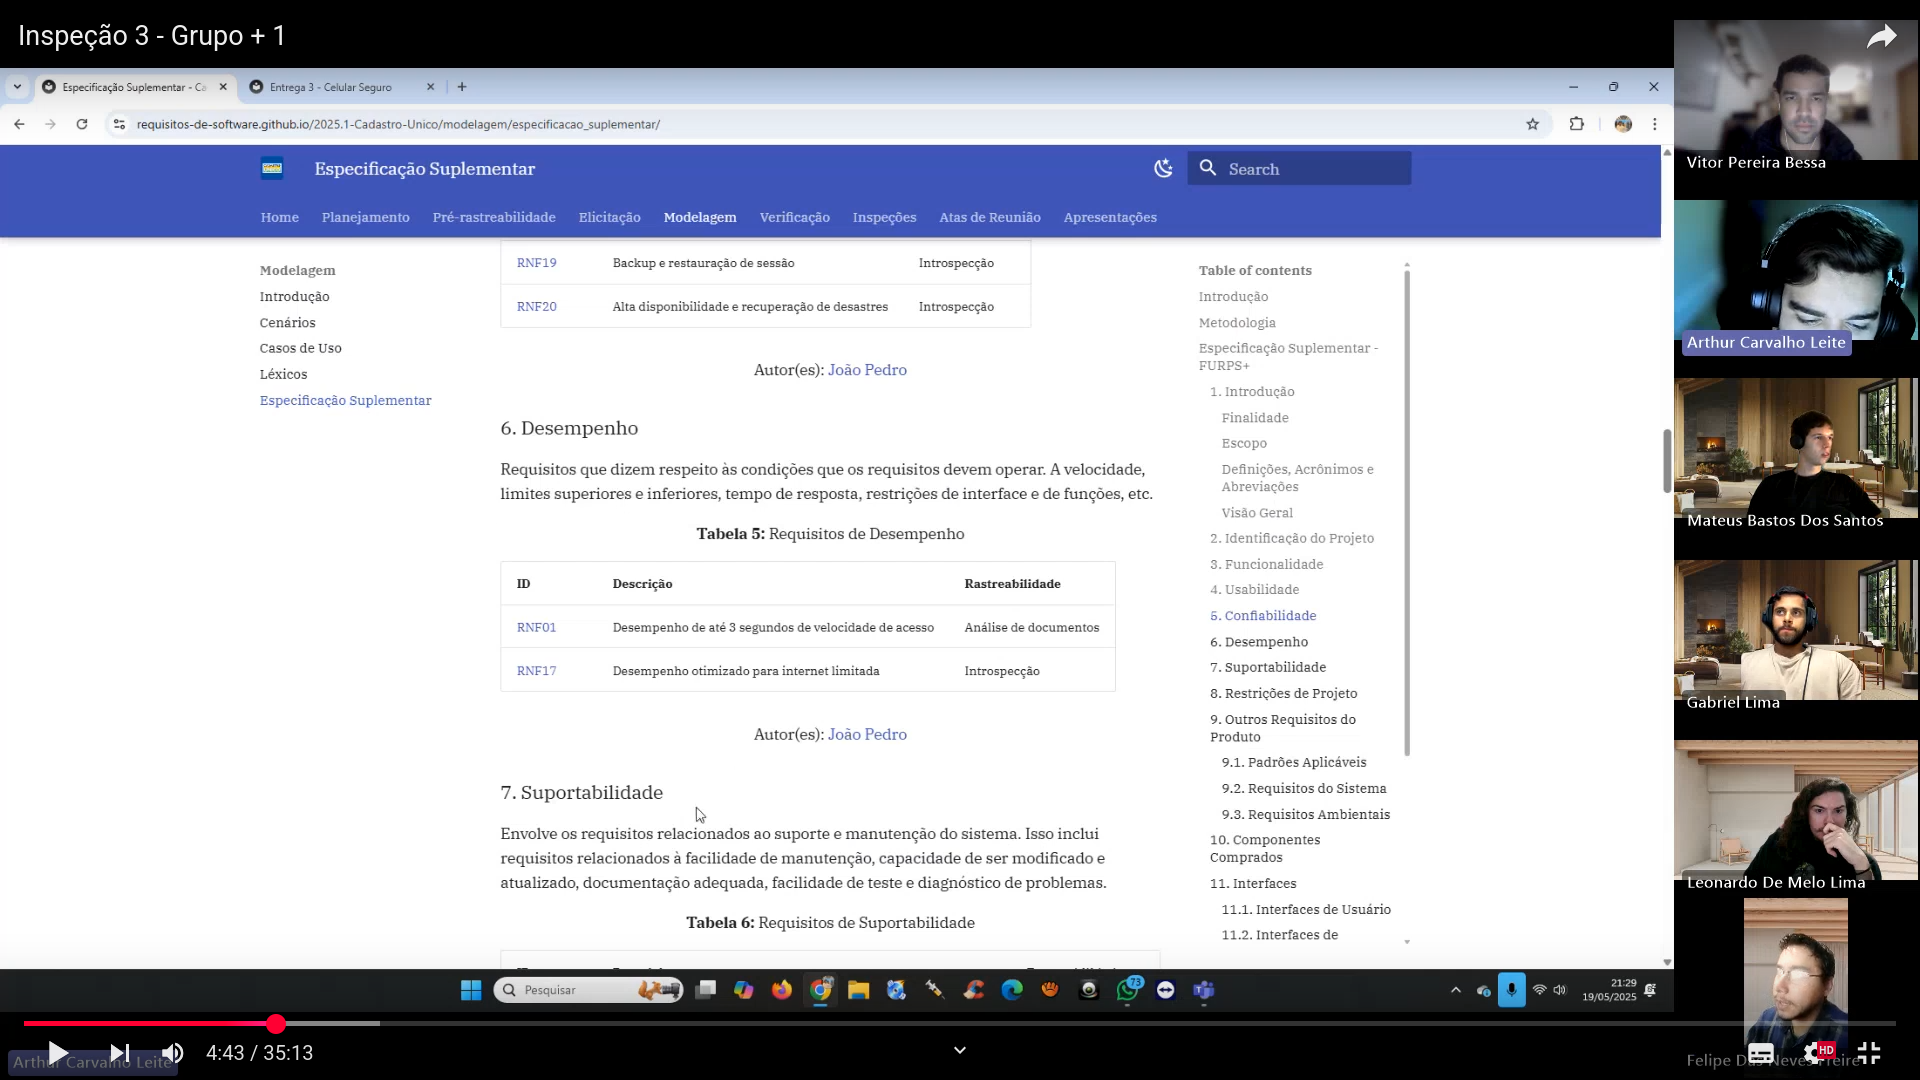 Inspeção 3 - Grupo + 1
Especificação Suplementar - Ca
Entrega 3 - Celular Seguro
requisitos-de-software.github.io/2025.1-Cadastro-Unico/modelagem/especificacao_suplementar/
Especificação Suplementar
Search
Home
Planejamento
Pré-rastreabilidade
Elicitação
Modelagem
Verificação
Inspeções
Atas de Reunião
Apresentações
Modelagem
Introdução
Cenários
Casos de Uso
Léxicos
Especificação Suplementar
RNF19 Backup e restauração de sessão Introspecção
RNF20 Alta disponibilidade e recuperação de desastres Introspecção
Autor(es): João Pedro
6. Desempenho
Requisitos que dizem respeito às condições que os requisitos devem operar. A velocidade,
limites superiores e inferiores, tempo de resposta, restrições de interface e de funções, etc.
Tabela 5: Requisitos de Desempenho
ID Descrição Rastreabilidade
RNF01 Desempenho de até 3 segundos de velocidade de acesso Análise de documentos
RNF17 Desempenho otimizado para internet limitada Introspecção
Autor(es): João Pedro
7. Suportabilidade
Envolve os requisitos relacionados ao suporte e manutenção do sistema. Isso inclui
requisitos relacionados à facilidade de manutenção, capacidade de ser modificado e
atualizado, documentação adequada, facilidade de teste e diagnóstico de problemas.
Tabela 6: Requisitos de Suportabilidade
Table of contents
Introdução
Metodologia
Especificação Suplementar -
FURPS+
1. Introdução
Finalidade
Escopo
Definições, Acrônimos e
Abreviações
Visão Geral
2. Identificação do Projeto
3. Funcionalidade
4. Usabilidade
5. Confiabilidade
6. Desempenho
7. Suportabilidade
8. Restrições de Projeto
9. Outros Requisitos do
Produto
9.1. Padrões Aplicáveis
9.2. Requisitos do Sistema
9.3. Requisitos Ambientais
10. Componentes
Comprados
11. Interfaces
11.1. Interfaces de Usuário
11.2. Interfaces de
Vitor Pereira Bessa
Arthur Carvalho Leite
Mateus Bastos Dos Santos
Gabriel Lima
Leonardo De Melo Lima
Felipe Das Neves Freire
Pesquisar
73
21:29
19/05/2025
4:43 / 35:13
HD
Arthur Carvalho Leite